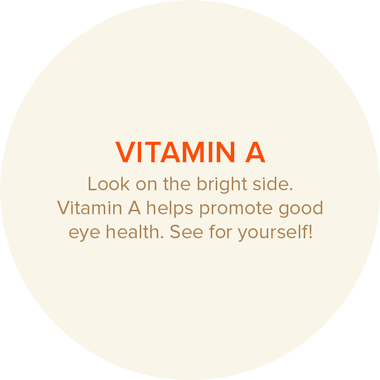 VITAMIN A
Look on the bright side.
Vitamin A helps promote good
eye health. See for yourself!